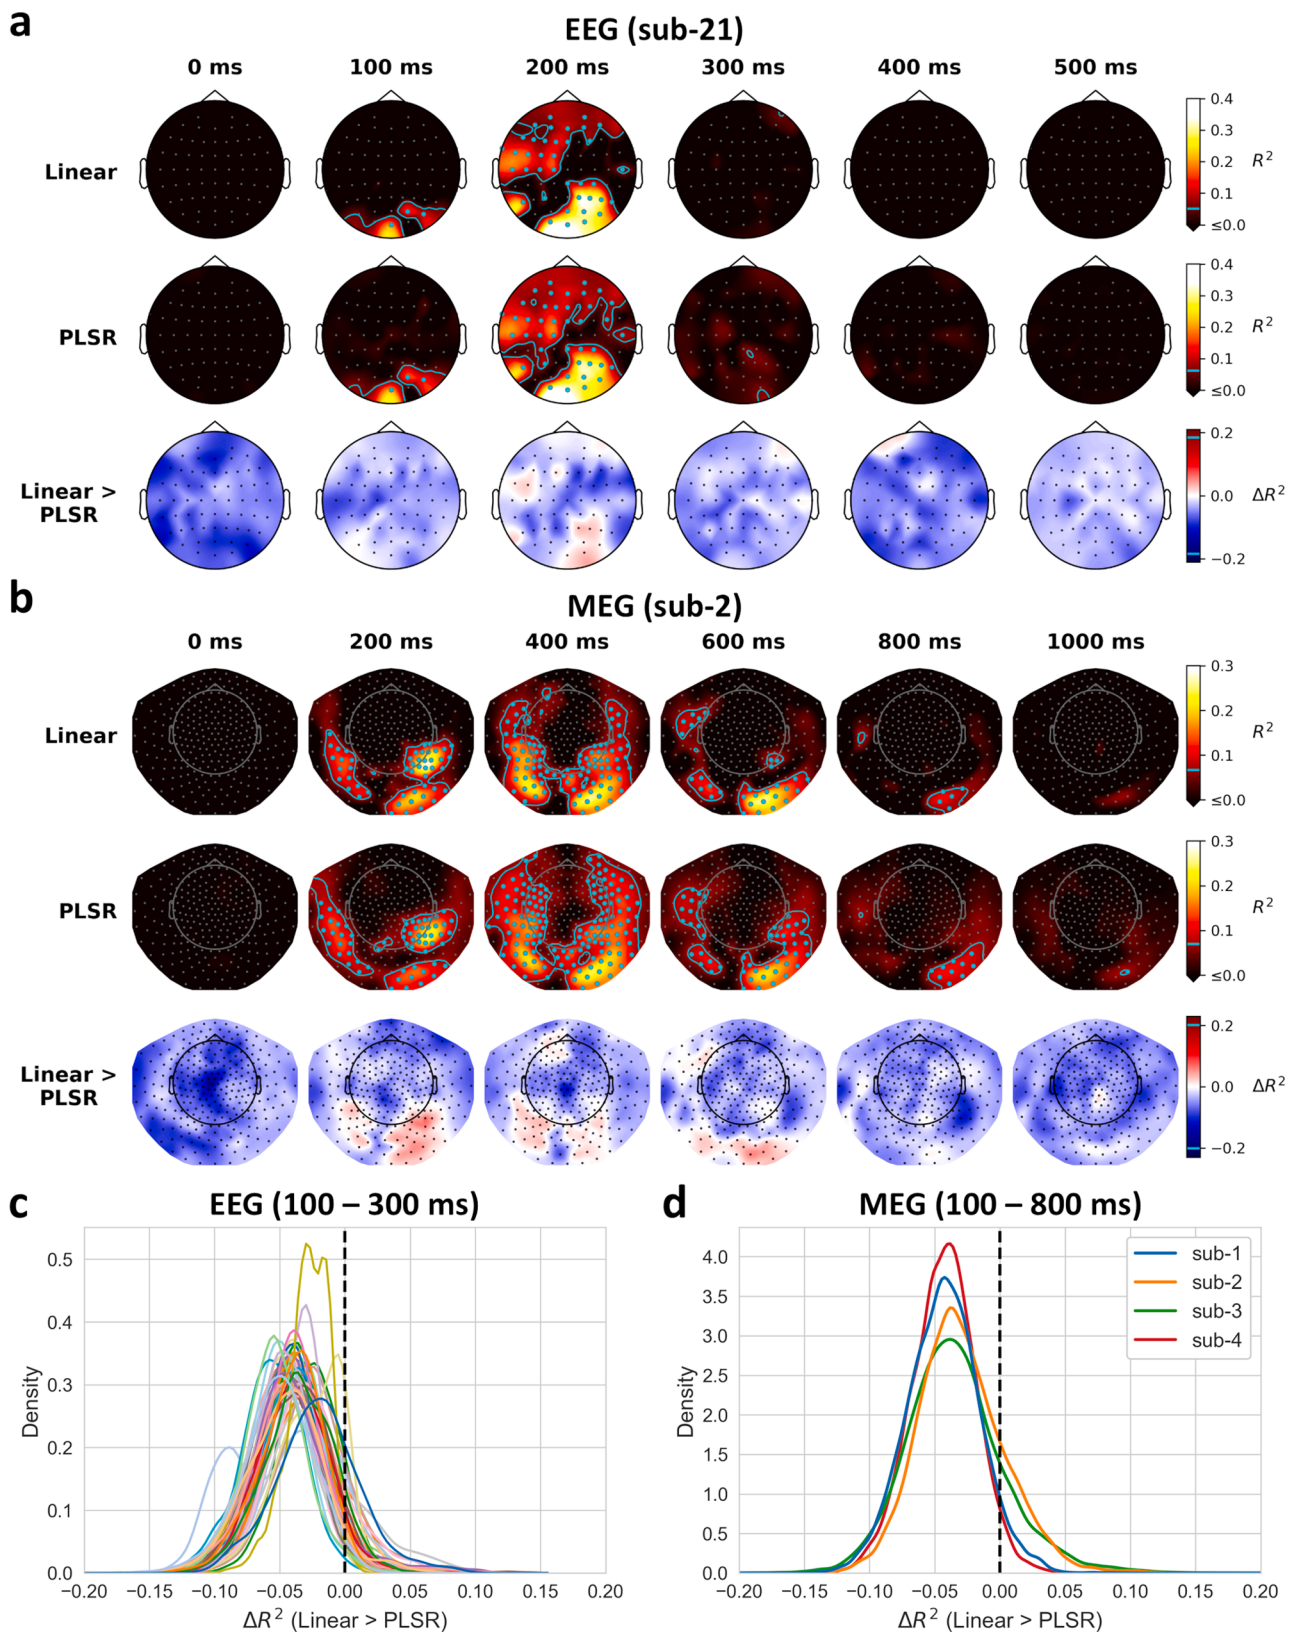 a
EEG (sub-21)
0 ms 100 ms 200 ms 300 ms 400 ms 500 ms
Linear
0.4
0.3
0.2
0.1
≤0.0
R²
PLSR
0.4
0.3
0.2
0.1
≤0.0
R²
Linear >
PLSR
0.2
0.0
−0.2
ΔR²
b
MEG (sub-2)
0 ms 200 ms 400 ms 600 ms 800 ms 1000 ms
Linear
0.3
0.2
0.1
≤0.0
R²
PLSR
0.3
0.2
0.1
≤0.0
R²
Linear >
PLSR
0.2
0.0
−0.2
ΔR²
c
EEG (100 – 300 ms)
Density
0.5
0.4
0.3
0.2
0.1
0.0
−0.20 −0.15 −0.10 −0.05 0.00 0.05 0.10 0.15 0.20
ΔR² (Linear > PLSR)
d
MEG (100 – 800 ms)
Density
4.0
3.5
3.0
2.5
2.0
1.5
1.0
0.5
0.0
sub-1
sub-2
sub-3
sub-4
−0.20 −0.15 −0.10 −0.05 0.00 0.05 0.10 0.15 0.20
ΔR² (Linear > PLSR)